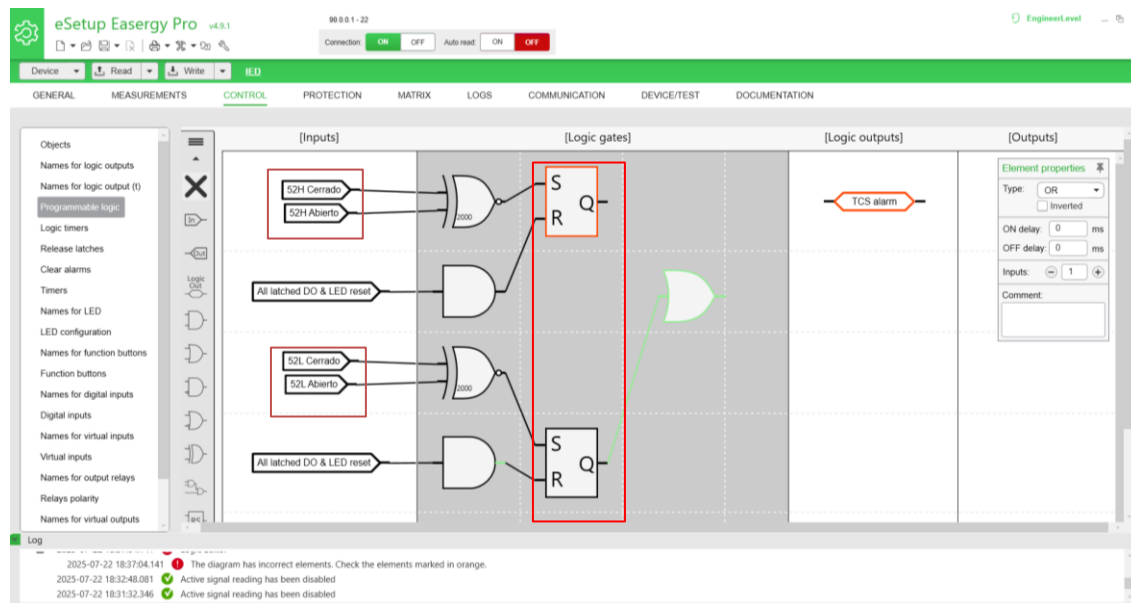 eSetup Easergy Pro v4.9.1
90.0.0.1 - 22
EngineerLevel
Connection: ON OFF Auto read: ON OFF
Device Read Write IED
GENERAL MEASUREMENTS CONTROL PROTECTION MATRIX LOGS COMMUNICATION DEVICE/TEST DOCUMENTATION
Objects
Names for logic outputs
Names for logic output (t)
Programmable logic
Logic timers
Release latches
Clear alarms
Timers
Names for LED
LED configuration
Names for function buttons
Function buttons
Names for digital inputs
Digital inputs
Names for virtual inputs
Virtual inputs
Names for output relays
Relays polarity
Names for virtual outputs
In
Out
Logic
Out
[Inputs] [Logic gates] [Logic outputs] [Outputs]
52H Cerrado
52H Abierto
2000
S
Q
R
All latched DO & LED reset
52L Cerrado
52L Abierto
2000
S
Q
R
All latched DO & LED reset
TCS alarm
Element properties
Type: OR
Inverted
ON delay: 0 ms
OFF delay: 0 ms
Inputs: 1
Comment:
Log
2025-07-22 18:37:04.141 The diagram has incorrect elements. Check the elements marked in orange.
2025-07-22 18:32:48.081 Active signal reading has been disabled
2025-07-22 18:31:32.346 Active signal reading has been disabled